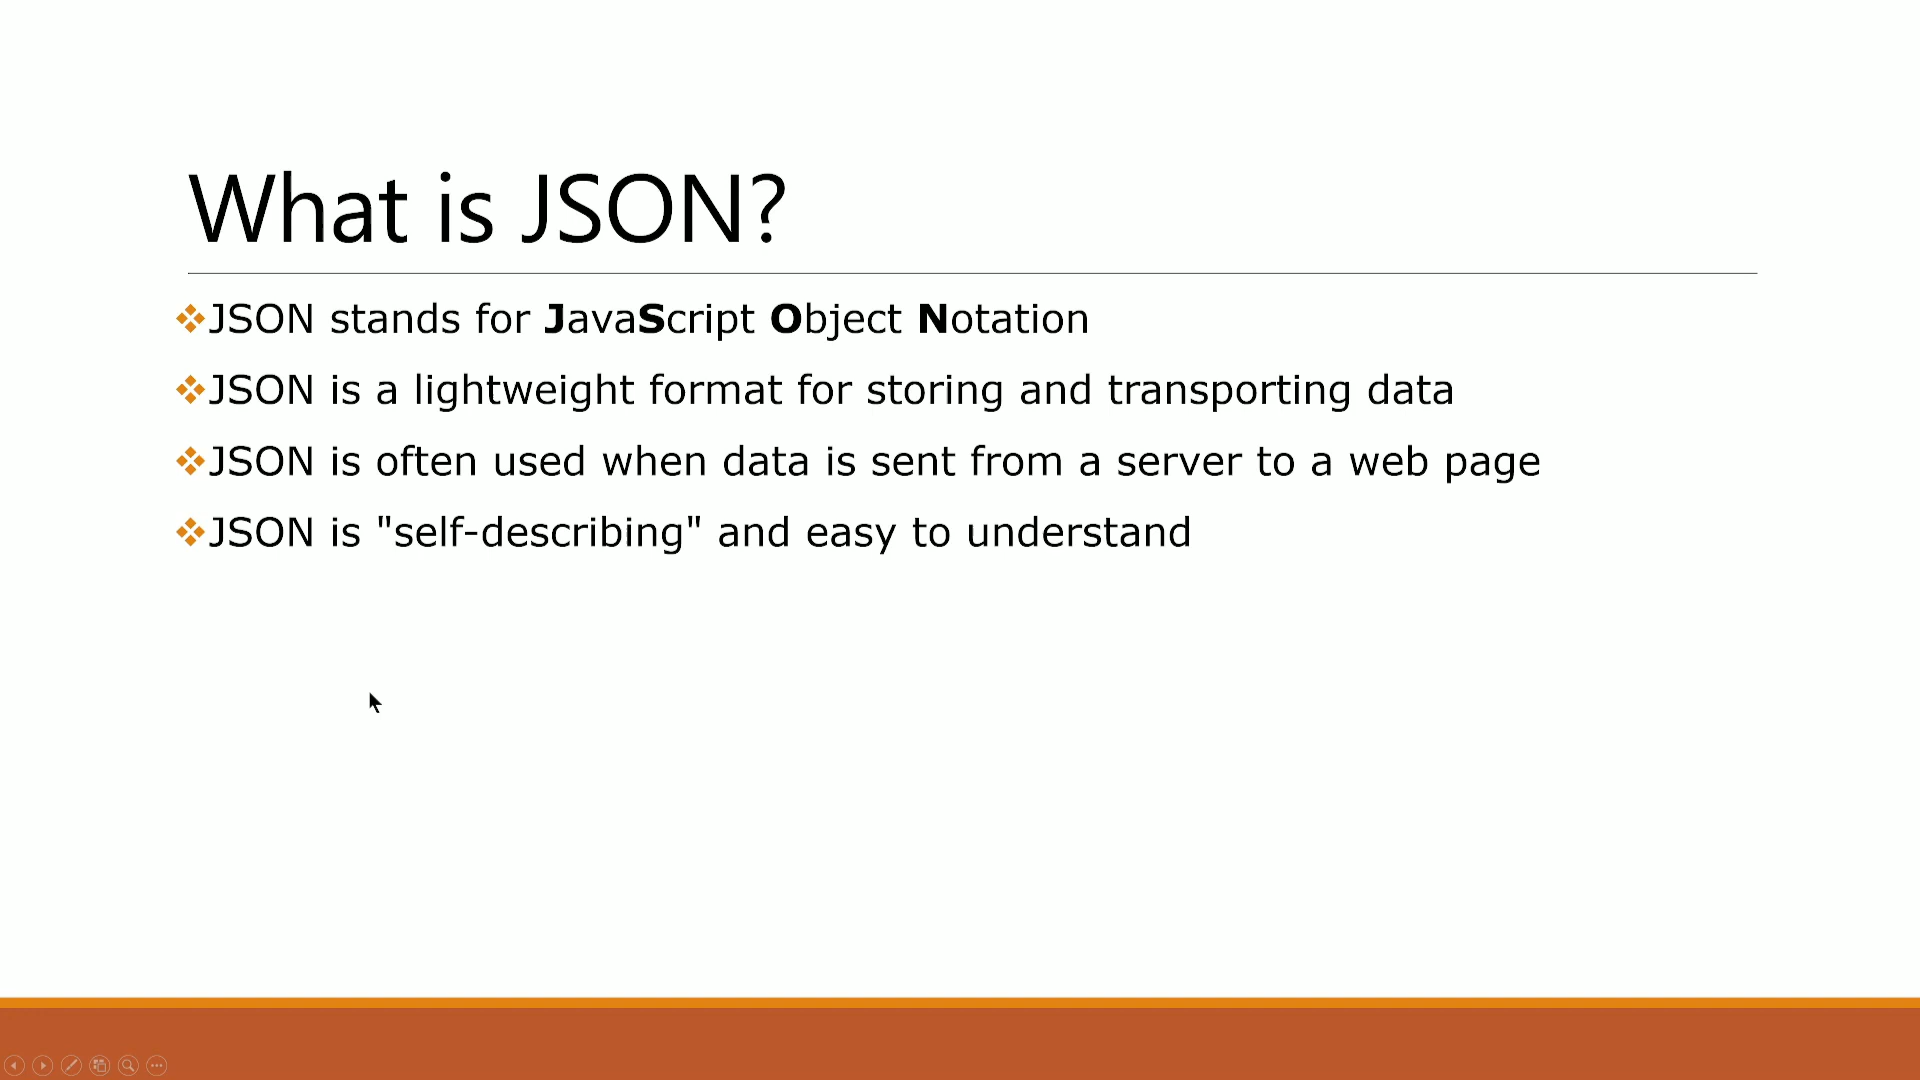 What is JSON?
JSON stands for JavaScript Object Notation
JSON is a lightweight format for storing and transporting data
JSON is often used when data is sent from a server to a web page
JSON is "self-describing" and easy to understand